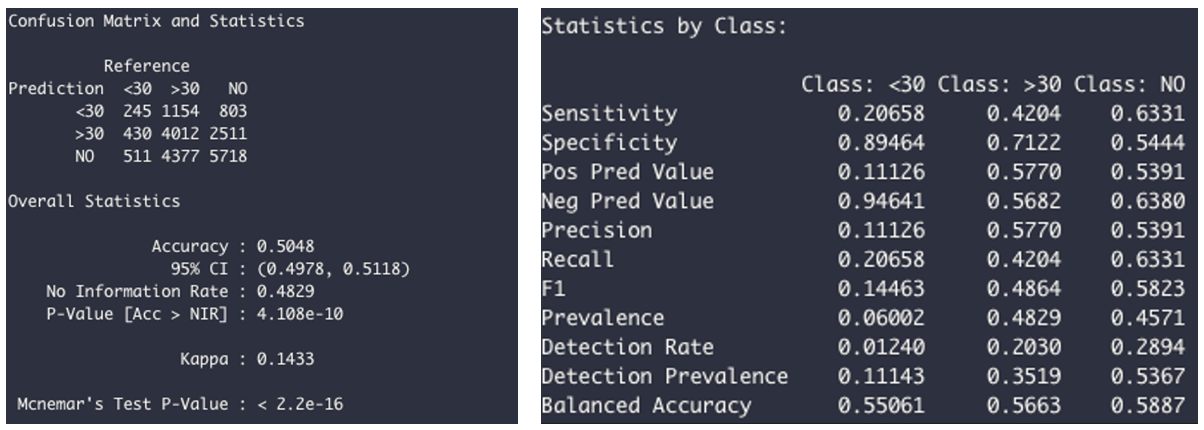 Confusion Matrix and Statistics
Reference
Prediction <30 >30 NO
<30 245 1154 803
>30 430 4012 2511
NO 511 4377 5718
Overall Statistics
Accuracy : 0.5048
95% CI : (0.4978, 0.5118)
No Information Rate : 0.4829
P-Value [Acc > NIR] : 4.108e-10
Kappa : 0.1433
Mcnemar's Test P-Value : < 2.2e-16
Statistics by Class:
Class: <30 Class: >30 Class: NO
Sensitivity 0.20658 0.4204 0.6331
Specificity 0.89464 0.7122 0.5444
Pos Pred Value 0.11126 0.5770 0.5391
Neg Pred Value 0.94641 0.5682 0.6380
Precision 0.11126 0.5770 0.5391
Recall 0.20658 0.4204 0.6331
F1 0.14463 0.4864 0.5823
Prevalence 0.06002 0.4829 0.4571
Detection Rate 0.01240 0.2030 0.2894
Detection Prevalence 0.11143 0.3519 0.5367
Balanced Accuracy 0.55061 0.5663 0.5887